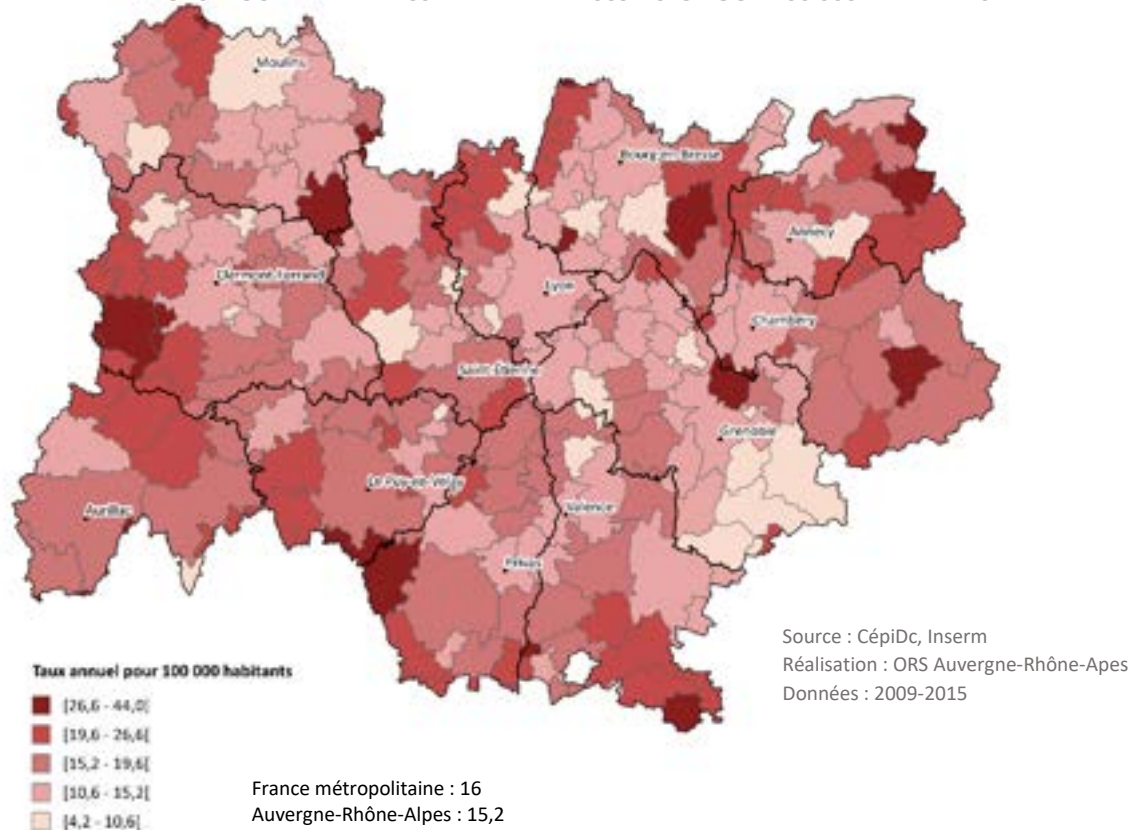 Moulins
Bourg-en-Bresse
Annecy
Clermont-Ferrand
Lyon
Chambéry
Saint-Etienne
Grenoble
Le Puy-en-Velay
Aurillac
Valence
Privas
Source : CépiDc, Inserm
Réalisation : ORS Auvergne-Rhône-Apes
Données : 2009-2015
Taux annuel pour 100 000 habitants
[26,6 - 44,0[
[19,6 - 26,6[
[15,2 - 19,6[
[10,6 - 15,2[
[4,2 - 10,6[
France métropolitaine : 16
Auvergne-Rhône-Alpes : 15,2